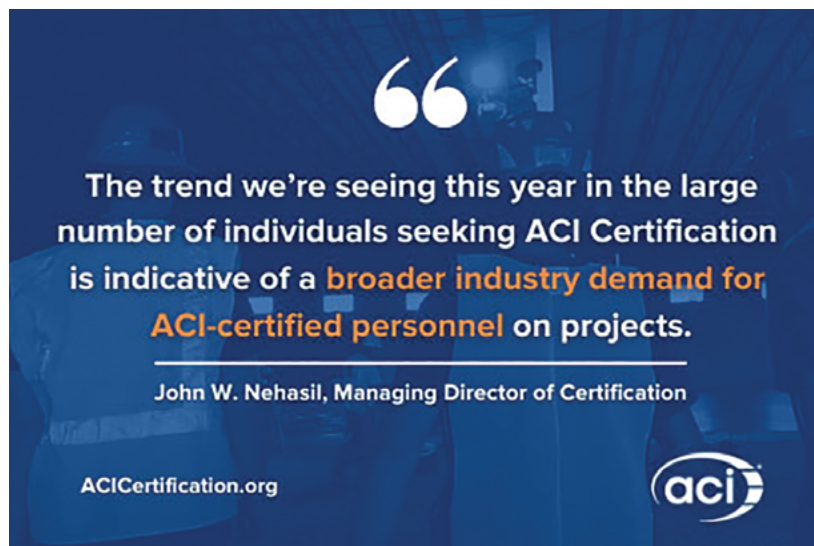 “
The trend we’re seeing this year in the large
number of individuals seeking ACI Certification
is indicative of a broader industry demand for
ACI-certified personnel on projects.
John W. Nehasil, Managing Director of Certification
ACICertification.org
aci